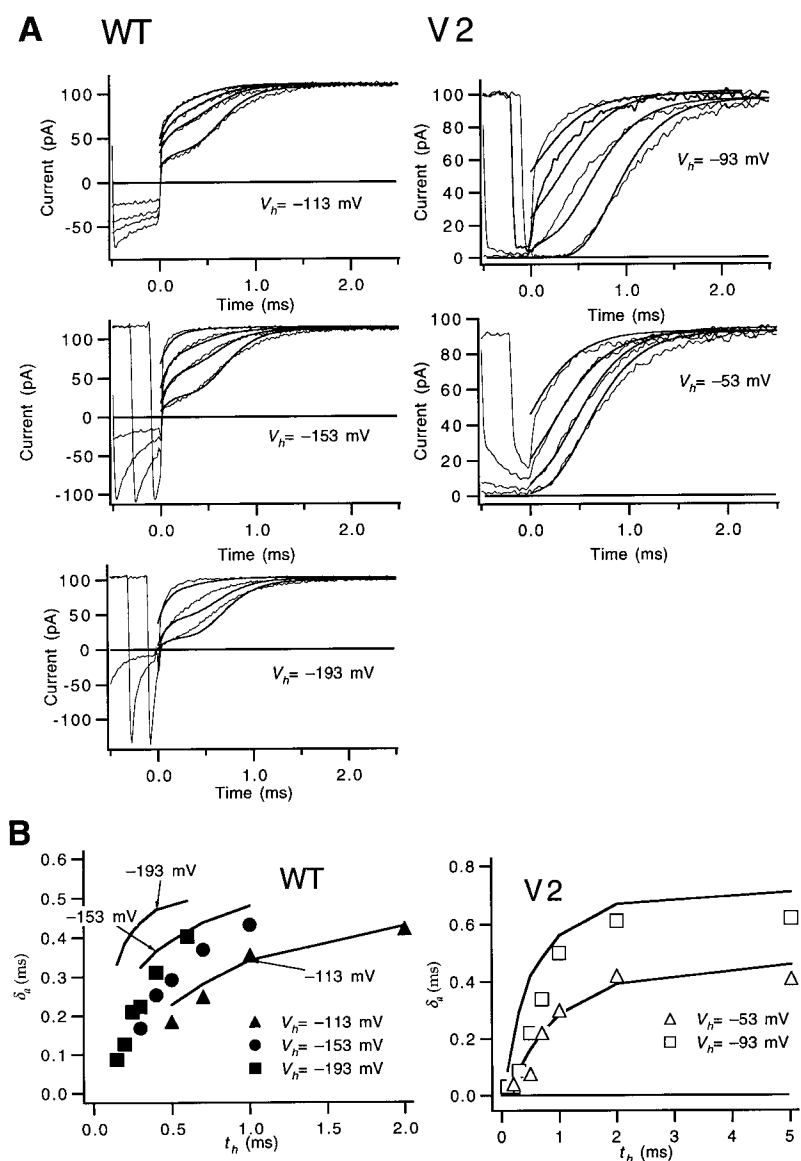 A WT V2
100
50
0
-50
Current (pA)
Vh= −113 mV
0.0 1.0 2.0
Time (ms)
100
80
60
40
20
0
Current (pA)
Vh= −93 mV
0.0 1.0 2.0
Time (ms)
100
50
0
-50
-100
Current (pA)
Vh= −153 mV
0.0 1.0 2.0
Time (ms)
100
80
60
40
20
0
Current (pA)
Vh= −53 mV
0.0 1.0 2.0
Time (ms)
100
50
0
-50
-100
Current (pA)
Vh= −193 mV
0.0 1.0 2.0
Time (ms)
B
WT
0.6
0.5
0.4
0.3
0.2
0.1
0.0
δa (ms)
−193 mV
−153 mV
−113 mV
Vh= −113 mV
Vh= −153 mV
Vh= −193 mV
0.0 0.5 1.0 1.5 2.0
th (ms)
V2
0.8
0.6
0.4
0.2
0.0
δa (ms)
Vh= −53 mV
Vh= −93 mV
0 1 2 3 4 5
th (ms)